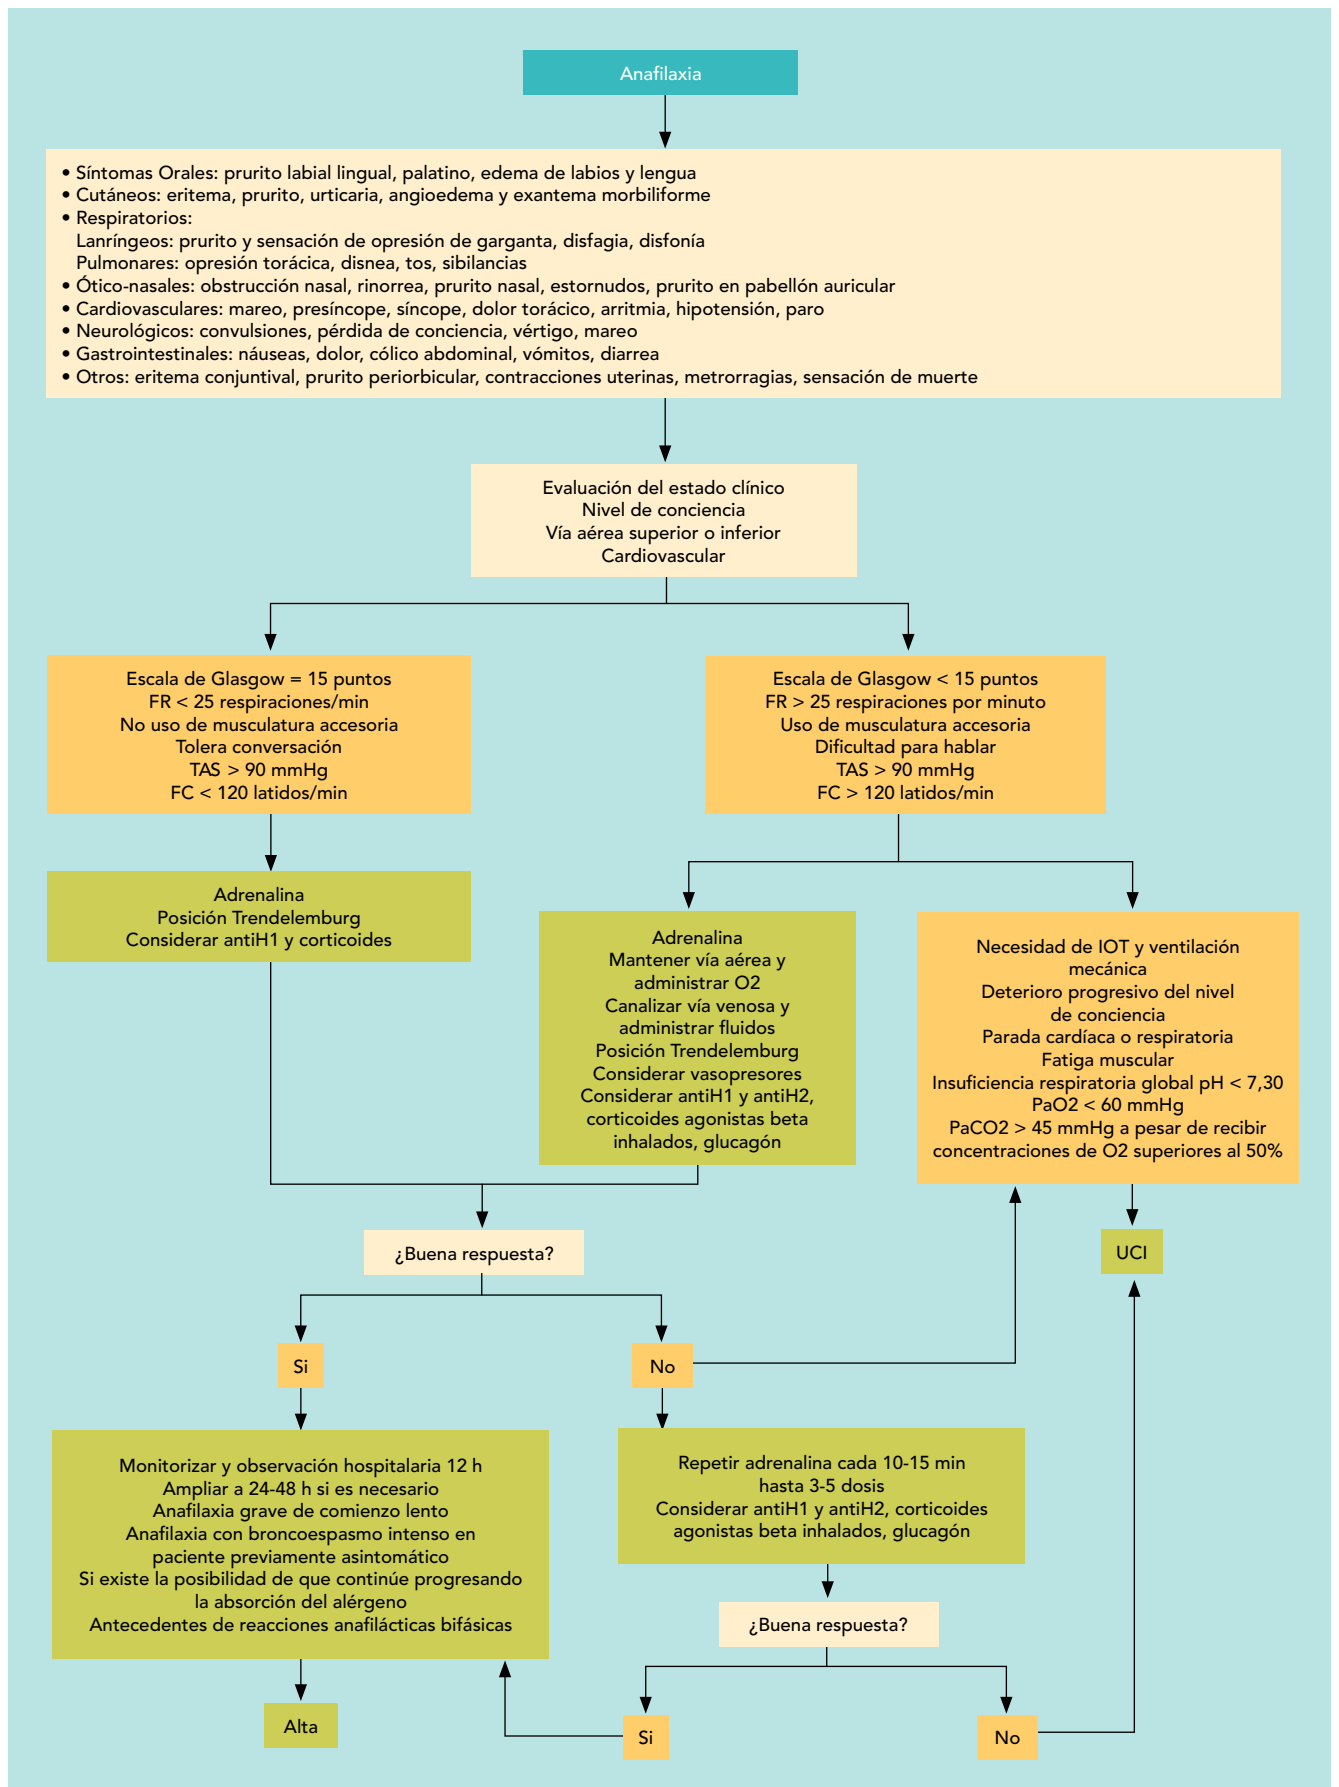 Anafilaxia
• Síntomas Orales: prurito labial lingual, palatino, edema de labios y lengua
• Cutáneos: eritema, prurito, urticaria, angioedema y exantema morbiliforme
• Respiratorios:
Lanríngeos: prurito y sensación de opresión de garganta, disfagia, disfonía
Pulmonares: opresión torácica, disnea, tos, sibilancias
• Ótico-nasales: obstrucción nasal, rinorrea, prurito nasal, estornudos, prurito en pabellón auricular
• Cardiovasculares: mareo, presíncope, síncope, dolor torácico, arritmia, hipotensión, paro
• Neurológicos: convulsiones, pérdida de conciencia, vértigo, mareo
• Gastrointestinales: náuseas, dolor, cólico abdominal, vómitos, diarrea
• Otros: eritema conjuntival, prurito periorbicular, contracciones uterinas, metrorragias, sensación de muerte
Evaluación del estado clínico
Nivel de conciencia
Vía aérea superior o inferior
Cardiovascular
Escala de Glasgow = 15 puntos
FR < 25 respiraciones/min
No uso de musculatura accesoria
Tolera conversación
TAS > 90 mmHg
FC < 120 latidos/min
Escala de Glasgow < 15 puntos
FR > 25 respiraciones por minuto
Uso de musculatura accesoria
Dificultad para hablar
TAS > 90 mmHg
FC > 120 latidos/min
Adrenalina
Posición Trendelemburg
Considerar antiH1 y corticoides
Adrenalina
Mantener vía aérea y
administrar O2
Canalizar vía venosa y
administrar fluidos
Posición Trendelemburg
Considerar vasopresores
Considerar antiH1 y antiH2,
corticoides agonistas beta
inhalados, glucagón
Necesidad de IOT y ventilación
mecánica
Deterioro progresivo del nivel
de conciencia
Parada cardíaca o respiratoria
Fatiga muscular
Insuficiencia respiratoria global pH < 7,30
PaO2 < 60 mmHg
PaCO2 > 45 mmHg a pesar de recibir
concentraciones de O2 superiores al 50%
¿Buena respuesta?
UCI
Si
No
Monitorizar y observación hospitalaria 12 h
Ampliar a 24-48 h si es necesario
Anafilaxia grave de comienzo lento
Anafilaxia con broncoespasmo intenso en
paciente previamente asintomático
Si existe la posibilidad de que continúe progresando
la absorción del alérgeno
Antecedentes de reacciones anafilácticas bifásicas
Repetir adrenalina cada 10-15 min
hasta 3-5 dosis
Considerar antiH1 y antiH2, corticoides
agonistas beta inhalados, glucagón
¿Buena respuesta?
Alta
Si
No